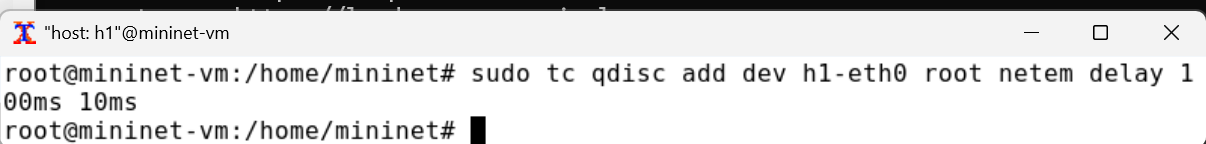 "host: h1"@mininet-vm
root@mininet-vm:/home/mininet# sudo tc qdisc add dev h1-eth0 root netem delay 1
00ms 10ms
root@mininet-vm:/home/mininet#